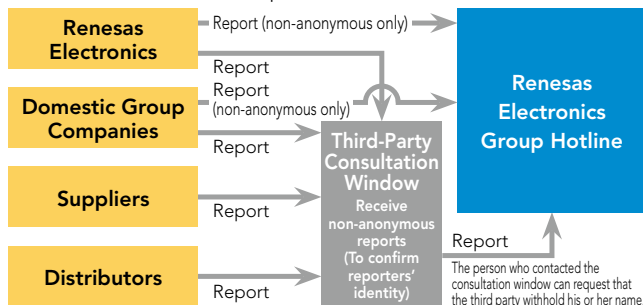 Renesas
Electronics
Report (non-anonymous only)
Report
Domestic Group
Companies
Report
(non-anonymous only)
Report
Suppliers
Report
Distributors
Report
Third-Party
Consultation
Window
Receive
non-anonymous
reports
(To confirm
reporters'
identity)
Renesas
Electronics
Group Hotline
Report
The person who contacted the
consultation window can request that
the third party withhold his or her name